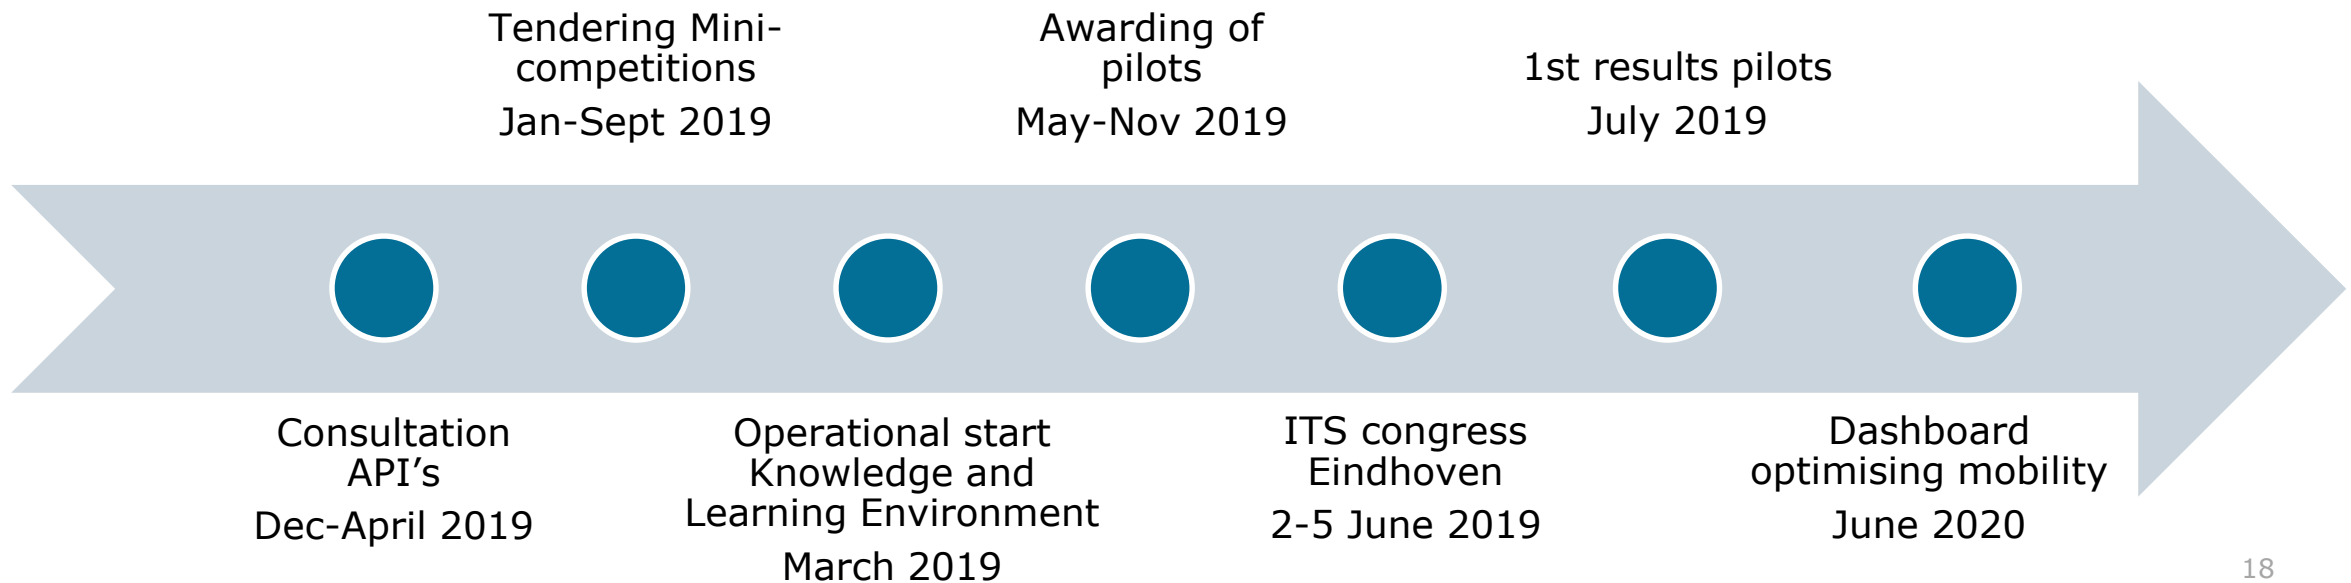 Tendering Mini-
competitions
Jan-Sept 2019
Awarding of
pilots
May-Nov 2019
1st results pilots
July 2019
Consultation
API’s
Dec-April 2019
Operational start
Knowledge and
Learning Environment
March 2019
ITS congress
Eindhoven
2-5 June 2019
Dashboard
optimising mobility
June 2020
18